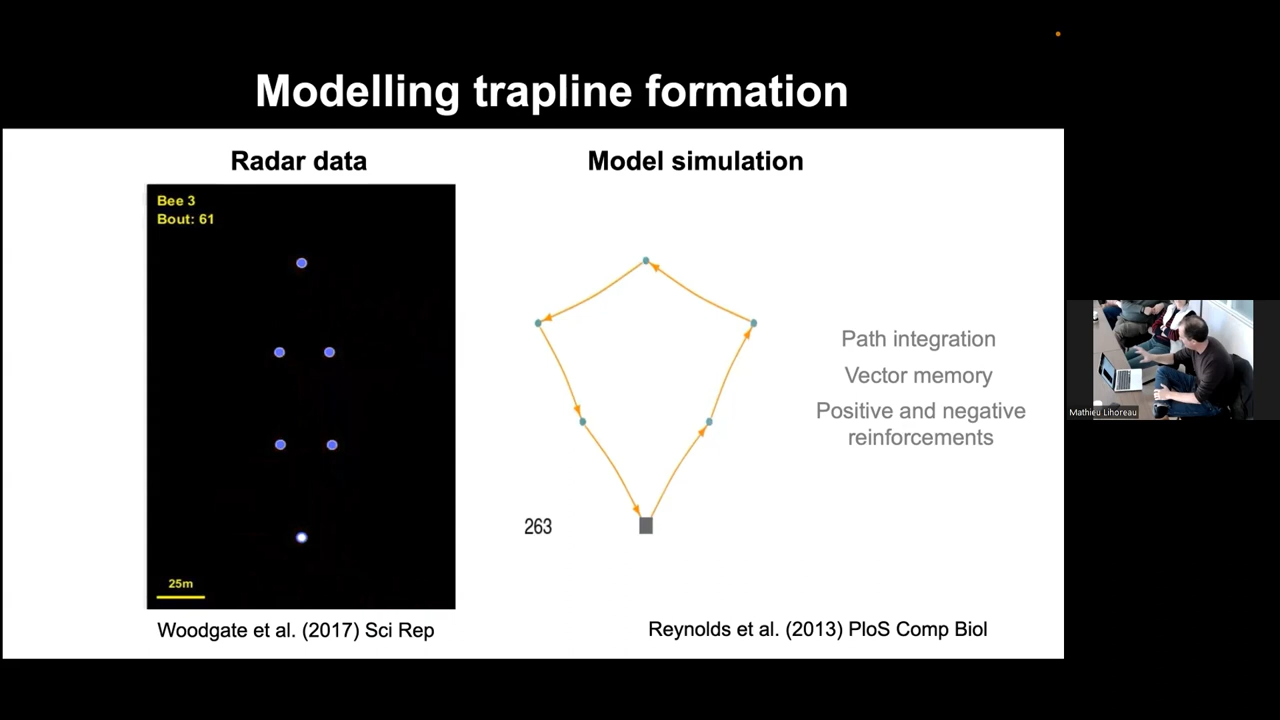 Modelling trapline formation
Radar data
Model simulation
Bee 3
Bout: 61
25m
263
Path integration
Vector memory
Positive and negative
reinforcements
Woodgate et al. (2017) Sci Rep
Reynolds et al. (2013) PloS Comp Biol
Mathieu Lihoreau